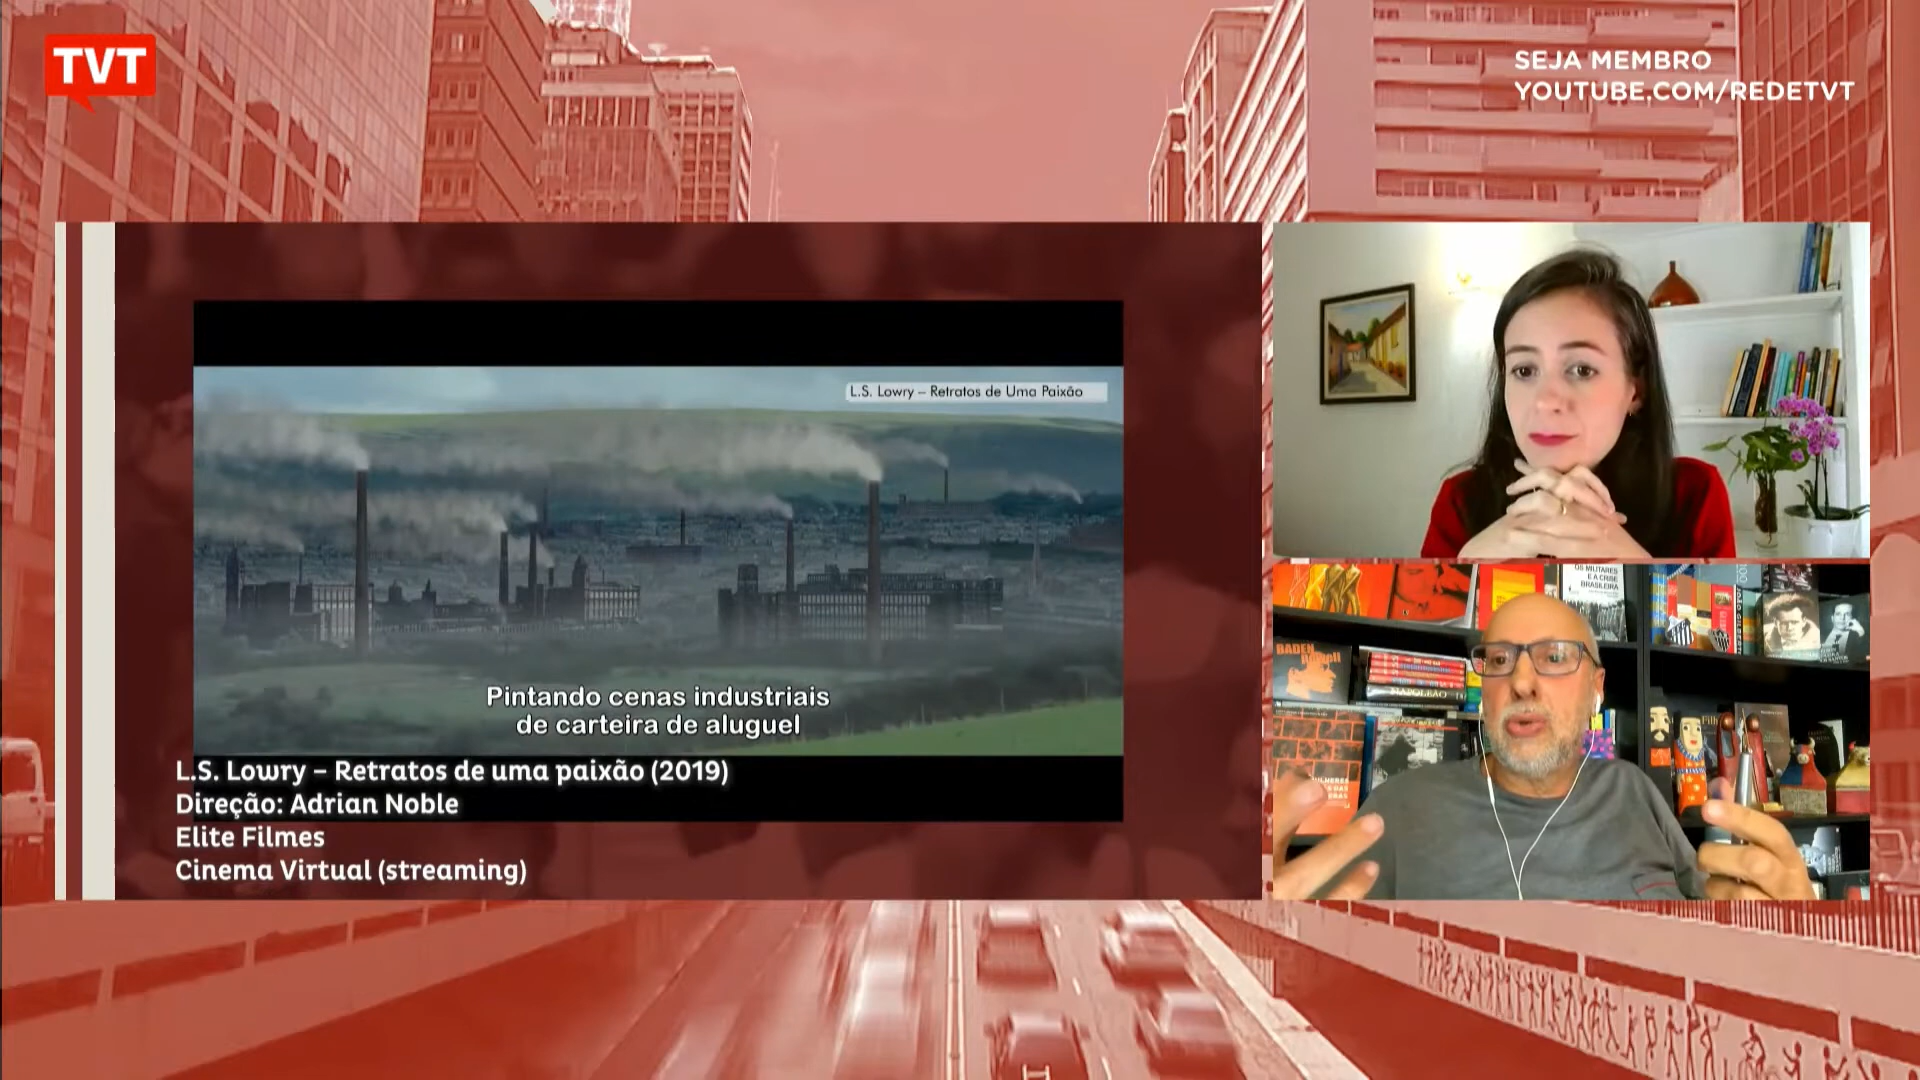 TVT
SEJA MEMBRO
YOUTUBE.COM/REDETVT
L.S. Lowry – Retratos de Uma Paixão
Pintando cenas industriais
de carteira de aluguel
L.S. Lowry – Retratos de uma paixão (2019)
Direção: Adrian Noble
Elite Filmes
Cinema Virtual (streaming)
OS MILITARES
E A CRISE
BRASILEIRA
BADEN
Powell
NAPOLEÃO